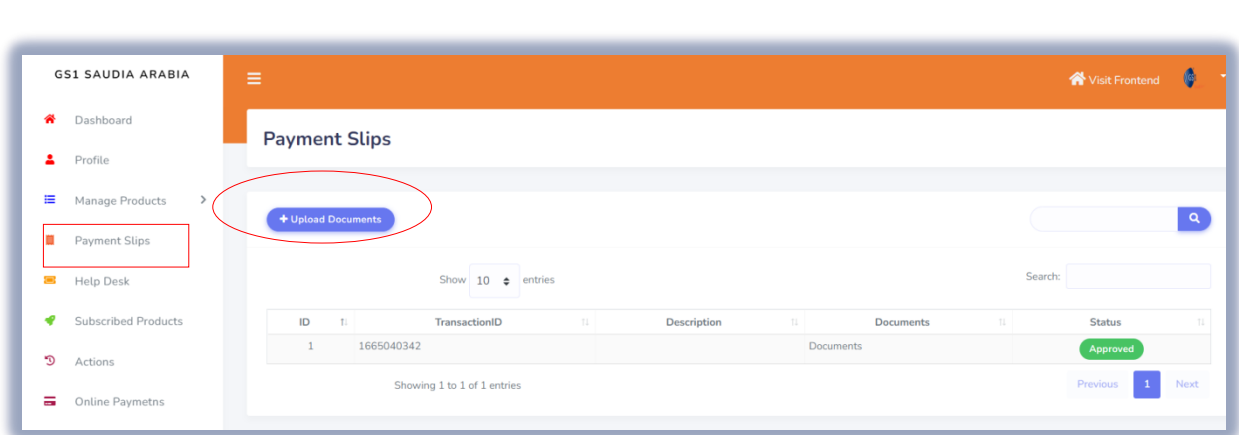 GS1 SAUDIA ARABIA
Visit Frontend
Dashboard
Profile
Manage Products
Payment Slips
Help Desk
Subscribed Products
Actions
Online Paymetns
Payment Slips
+ Upload Documents
Show 10 entries
Search:
ID TransactionID Description Documents Status
1 1665040342 Documents Approved
Showing 1 to 1 of 1 entries
Previous 1 Next